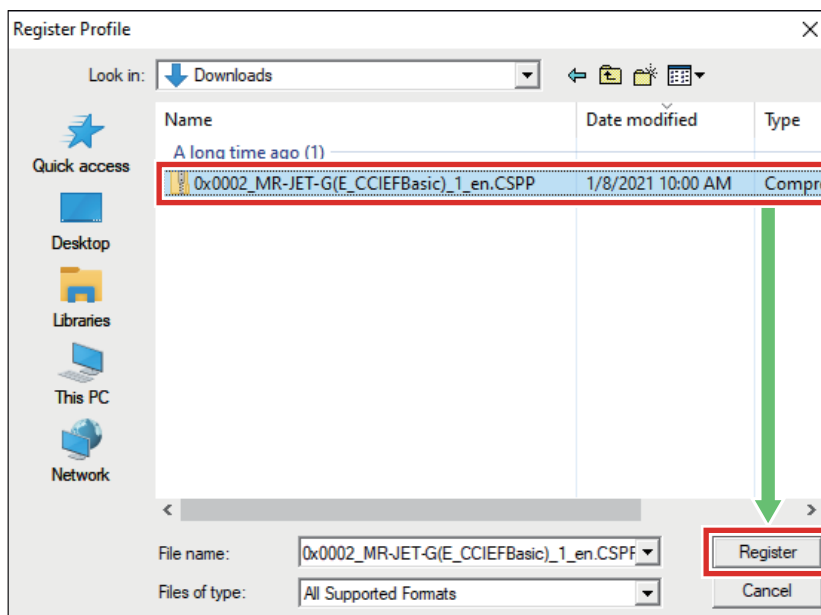 Register Profile
Look in: Downloads
Name Date modified Type
A long time ago (1)
0x0002_MR-JET-G(E_CCIEFBasic)_1_en.CSPP 1/8/2021 10:00 AM Compre
Quick access
Desktop
Libraries
This PC
Network
File name: 0x0002_MR-JET-G(E_CCIEFBasic)_1_en.CSPF Register
Files of type: All Supported Formats Cancel